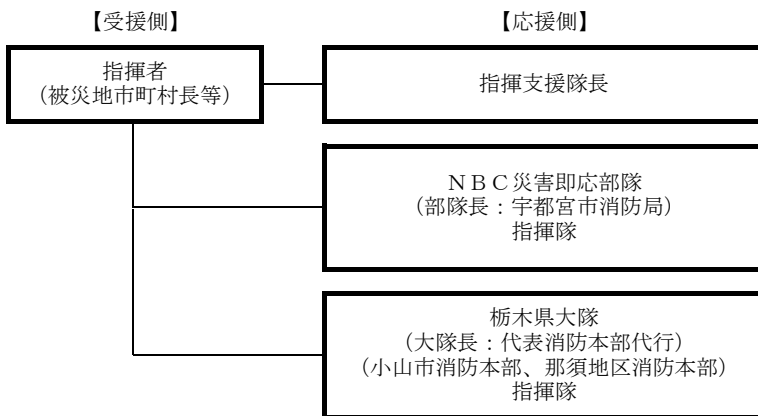 【受援側】
【応援側】
指揮者
（被災地市町村長等）
指揮支援隊長
ＮＢＣ災害即応部隊
（部隊長：宇都宮市消防局）
指揮隊
栃木県大隊
（大隊長：代表消防本部代行）
（小山市消防本部、那須地区消防本部）
指揮隊